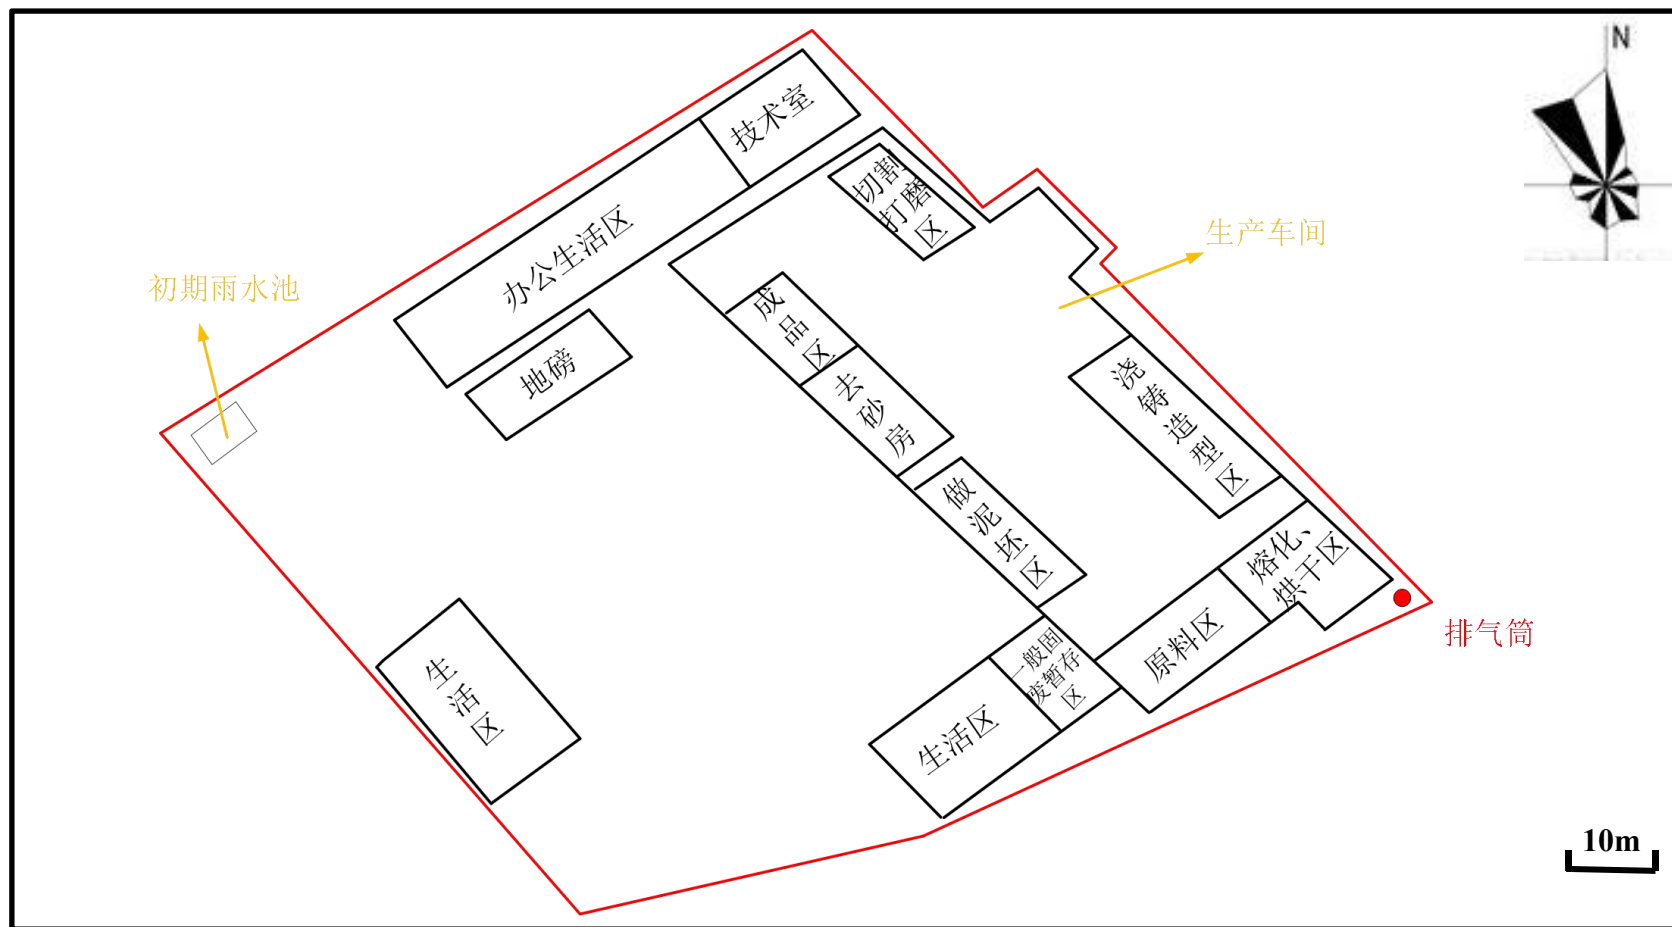 N
技术室
切割
打磨
区
生产车间
办公生活区
初期雨水池
成品区
地磅
去砂房
浇铸造型区
做泥坯区
熔化、
烘干区
原料区
排气筒
一般固
废暂存
区
生活区
生活区
10m